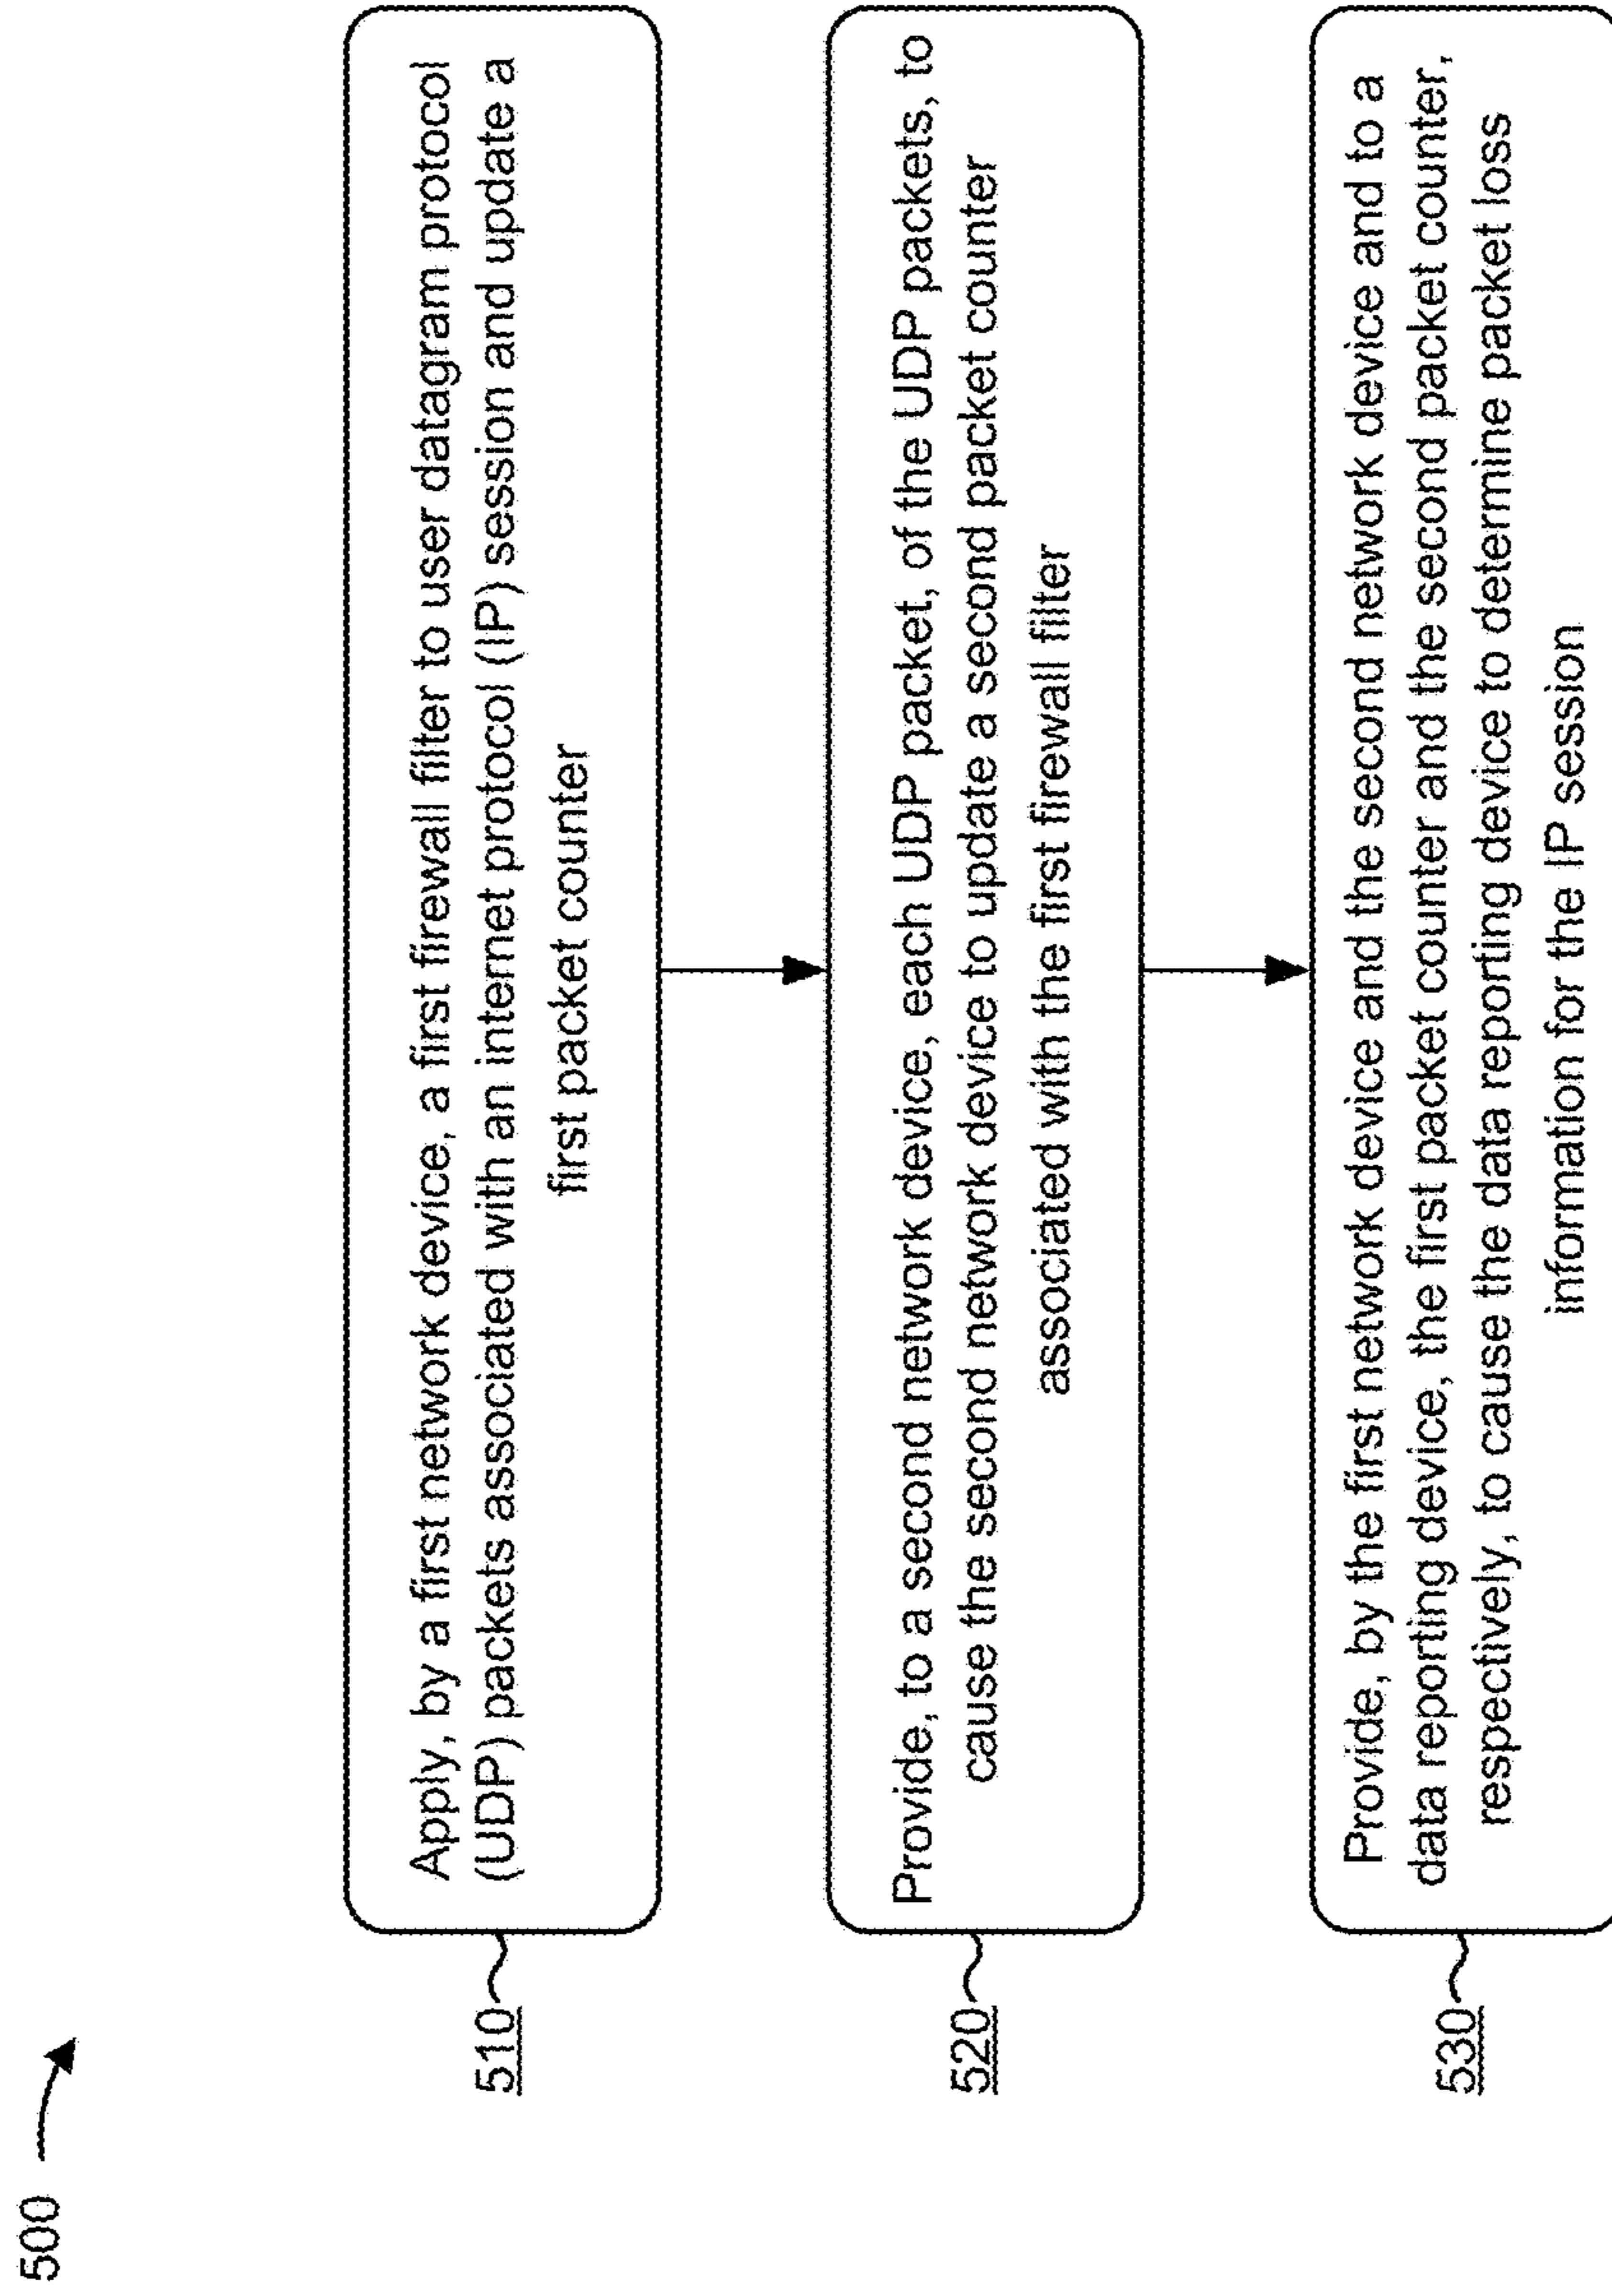 500
510
Apply, by a first network device, a first firewall filter to user datagram protocol
(UDP) packets associated with an internet protocol (IP) session and update a
first packet counter
520
Provide, to a second network device, each UDP packet, of the UDP packets, to
cause the second network device to update a second packet counter
associated with the first firewall filter
530
Provide, by the first network device and the second network device and to a
data reporting device, the first packet counter and the second packet counter,
respectively, to cause the data reporting device to determine packet loss
information for the IP session